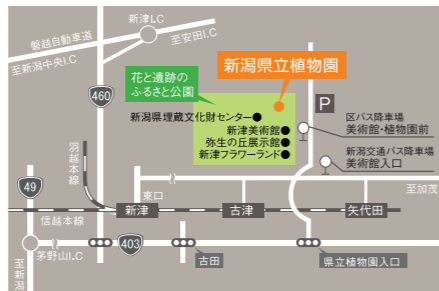 新津I.C
磐越自動車道
至安田I.C
至新潟中央I.C
460
花と遺跡の
ふるさと公園
新潟県立植物園
P
新潟県埋蔵文化財センター●
新津美術館●
弥生の丘展示館●
新津フラワーランド●
区バス降車場
美術館・植物園前
新潟交通バス降車場
美術館入口
羽越本線
49
東口
至加茂
新津
古津
矢代田
信越本線
茅野山I.C
403
古田
県立植物園入口
至新潟